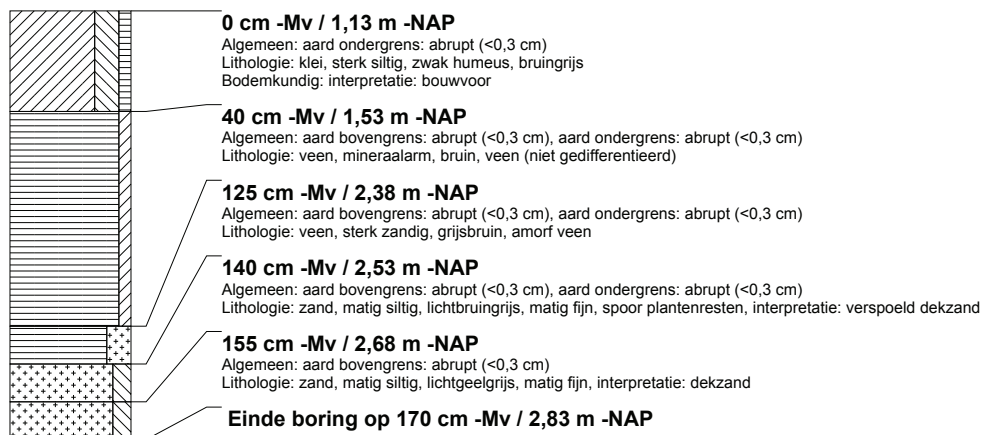 0 cm -Mv / 1,13 m -NAP
Algemeen: aard ondergrens: abrupt (<0,3 cm)
Lithologie: klei, sterk siltig, zwak humeus, bruingrijs
Bodemkundig: interpretatie: bouwvoor
40 cm -Mv / 1,53 m -NAP
Algemeen: aard bovengrens: abrupt (<0,3 cm), aard ondergrens: abrupt (<0,3 cm)
Lithologie: veen, mineraalarm, bruin, veen (niet gedifferentieerd)
125 cm -Mv / 2,38 m -NAP
Algemeen: aard bovengrens: abrupt (<0,3 cm), aard ondergrens: abrupt (<0,3 cm)
Lithologie: veen, sterk zandig, grijsbruin, amorf veen
140 cm -Mv / 2,53 m -NAP
Algemeen: aard bovengrens: abrupt (<0,3 cm), aard ondergrens: abrupt (<0,3 cm)
Lithologie: zand, matig siltig, lichtbruingrijs, matig fijn, spoor plantenresten, interpretatie: verspoeld dekzand
155 cm -Mv / 2,68 m -NAP
Algemeen: aard bovengrens: abrupt (<0,3 cm)
Lithologie: zand, matig siltig, lichtgeelgrijs, matig fijn, interpretatie: dekzand
Einde boring op 170 cm -Mv / 2,83 m -NAP